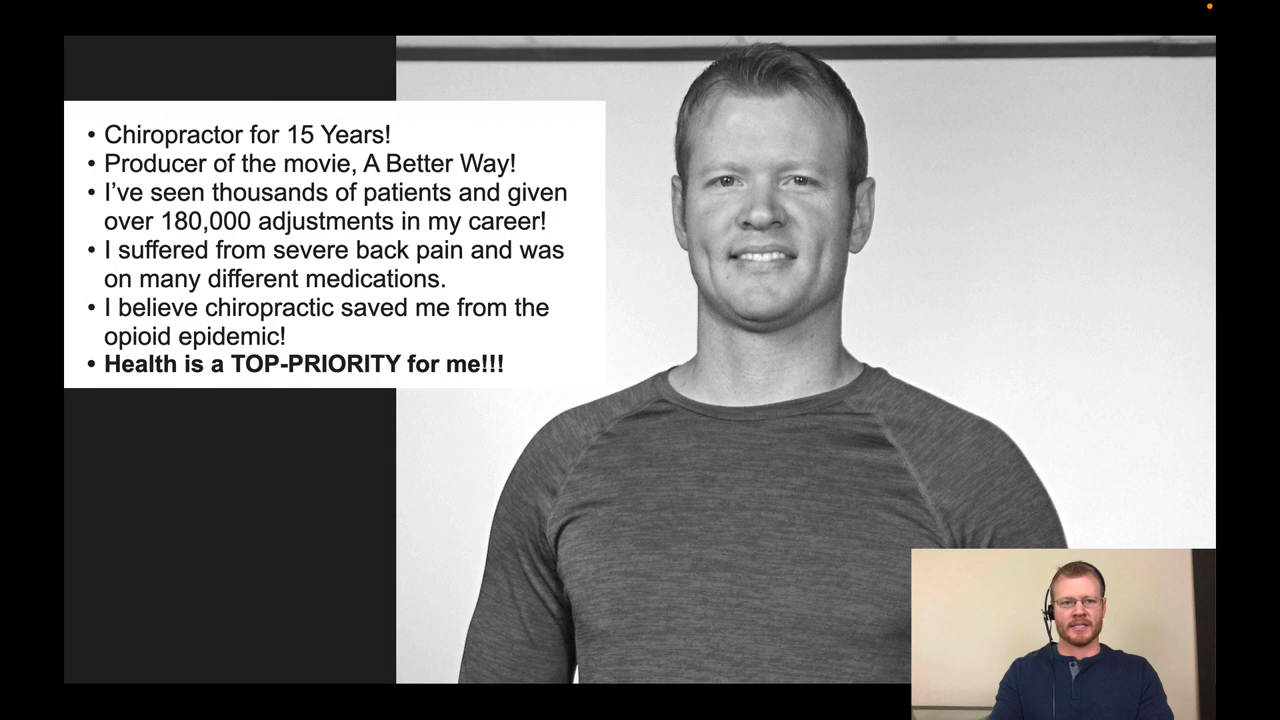 • Chiropractor for 15 Years!
• Producer of the movie, A Better Way!
• I’ve seen thousands of patients and given
over 180,000 adjustments in my career!
• I suffered from severe back pain and was
on many different medications.
• I believe chiropractic saved me from the
opioid epidemic!
• Health is a TOP-PRIORITY for me!!!